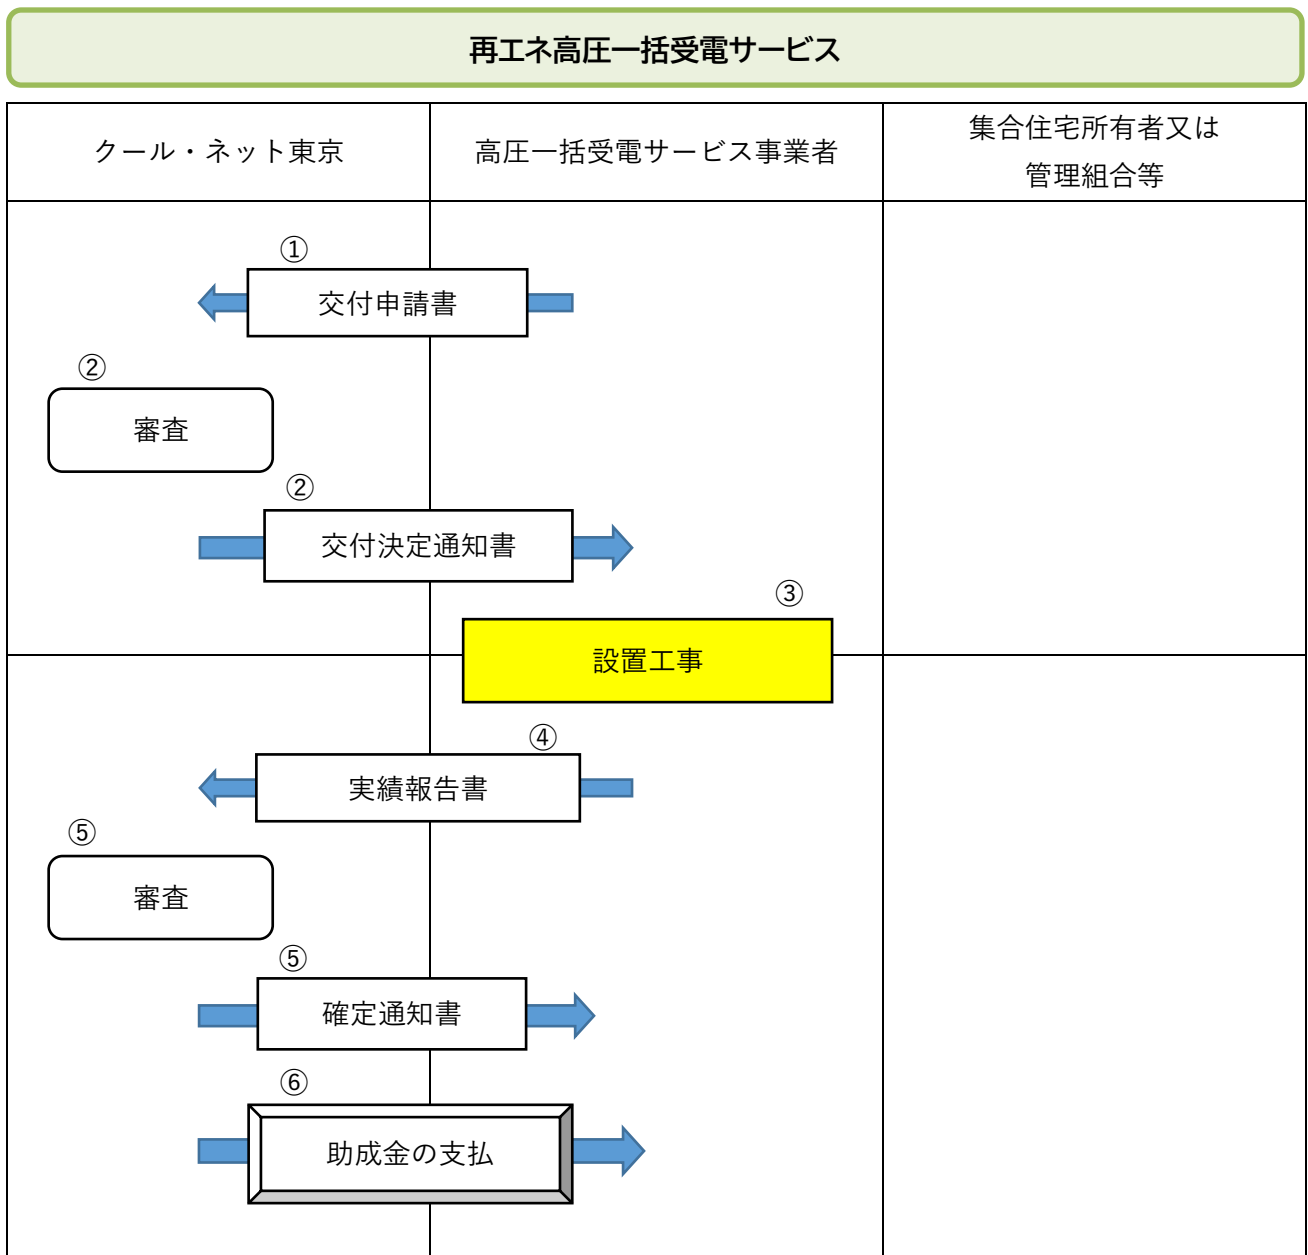 再エネ高圧一括受電サービス
クール・ネット東京
高圧一括受電サービス事業者
集合住宅所有者又は
管理組合等
①
交付申請書
②
審査
②
交付決定通知書
③
設置工事
④
実績報告書
⑤
審査
⑤
確定通知書
⑥
助成金の支払